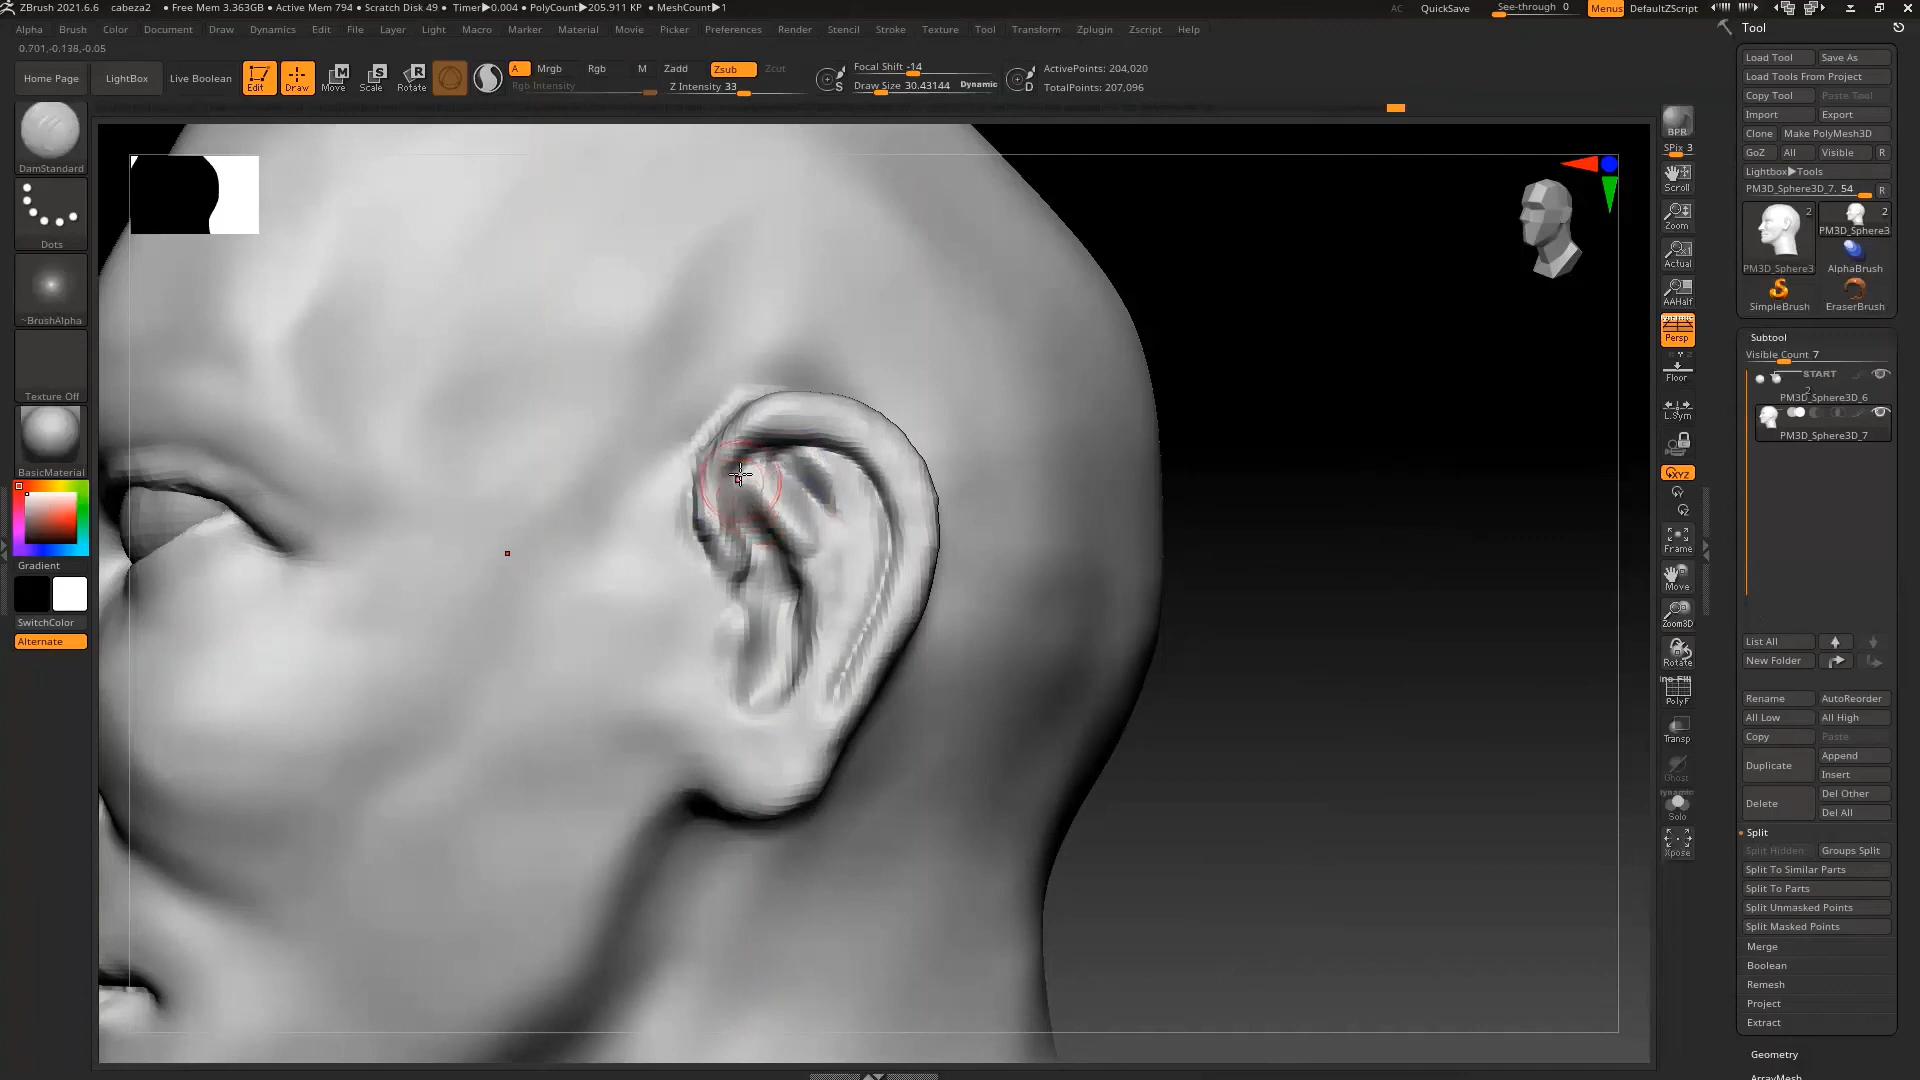 ZBrush 2021.6.6 cabeza2 • Free Mem 3.363GB • Active Mem 794 • Scratch Disk 49 • Timer▶0.004 • PolyCount▶205.911 KP • MeshCount▶1
AC QuickSave See-through 0 Menus DefaultZScript
Alpha Brush Color Document Draw Dynamics Edit File Layer Light Macro Marker Material Movie Picker Preferences Render Stencil Stroke Texture Tool Transform Zplugin Zscript Help
0.701,-0.138,-0.05
Home Page LightBox Live Boolean Edit Draw Move Scale Rotate
A Mrgb Rgb M Zadd Zsub Zcut
Rgb Intensity Z Intensity 33
Focal Shift -14
Draw Size 30.43144 Dynamic
ActivePoints: 204,020
TotalPoints: 207,096
DamStandard
Dots
~BrushAlpha
Texture Off
BasicMaterial
Gradient
SwitchColor
Alternate
BPR
SPix 3
Scroll
Zoom
Actual
AAHalf
Persp
Floor
L.Sym
XYZ
Frame
Move
Zoom3D
Rotate
PolyF
Transp
Ghost
Dynamic
Solo
Xpose
Tool
Load Tool Save As
Load Tools From Project
Copy Tool Paste Tool
Import Export
Clone Make PolyMesh3D
GoZ All Visible R
Lightbox▶Tools
PM3D_Sphere3D_7. 54 R
2 2
PM3D_Sphere3
PM3D_Sphere3 AlphaBrush
SimpleBrush EraserBrush
Subtool
Visible Count 7
START
2
PM3D_Sphere3D_6
PM3D_Sphere3D_7
List All
New Folder
Rename AutoReorder
All Low All High
Copy Paste
Duplicate Append
Insert
Delete Del Other
Del All
Split
Split Hidden Groups Split
Split To Similar Parts
Split To Parts
Split Unmasked Points
Split Masked Points
Merge
Boolean
Remesh
Project
Extract
Geometry
ArrayMesh